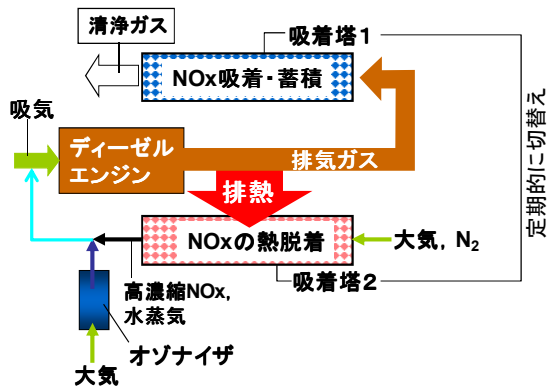 清浄ガス
吸着塔1
NOx吸着・蓄積
吸気
ディーゼル
エンジン
排気ガス
定期的に切替え
排熱
NOxの熱脱着
大気, N2
吸着塔2
高濃縮NOx,
水蒸気
オゾナイザ
大気